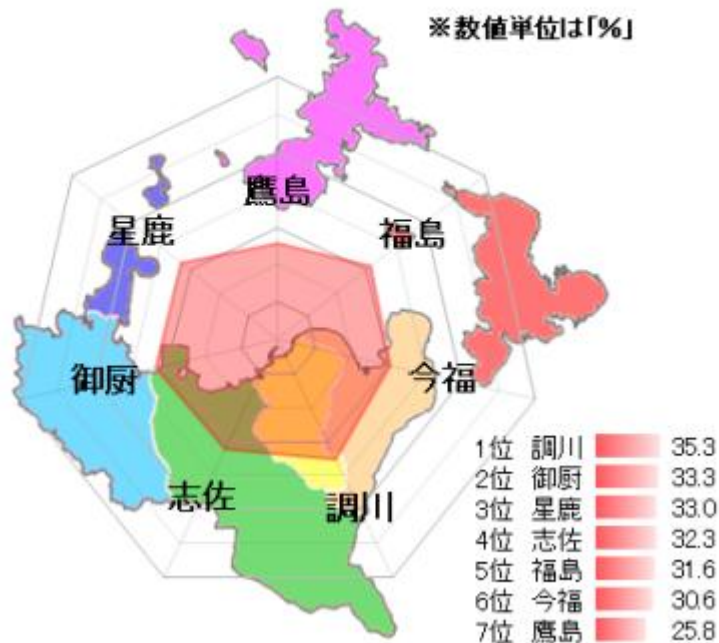 ※数値単位は「%」
鷹島
福島
星鹿
御厨
今福
志佐
調川
1位 調川 35.3
2位 御厨 33.3
3位 星鹿 33.0
4位 志佐 32.3
5位 福島 31.6
6位 今福 30.6
7位 鷹島 25.8